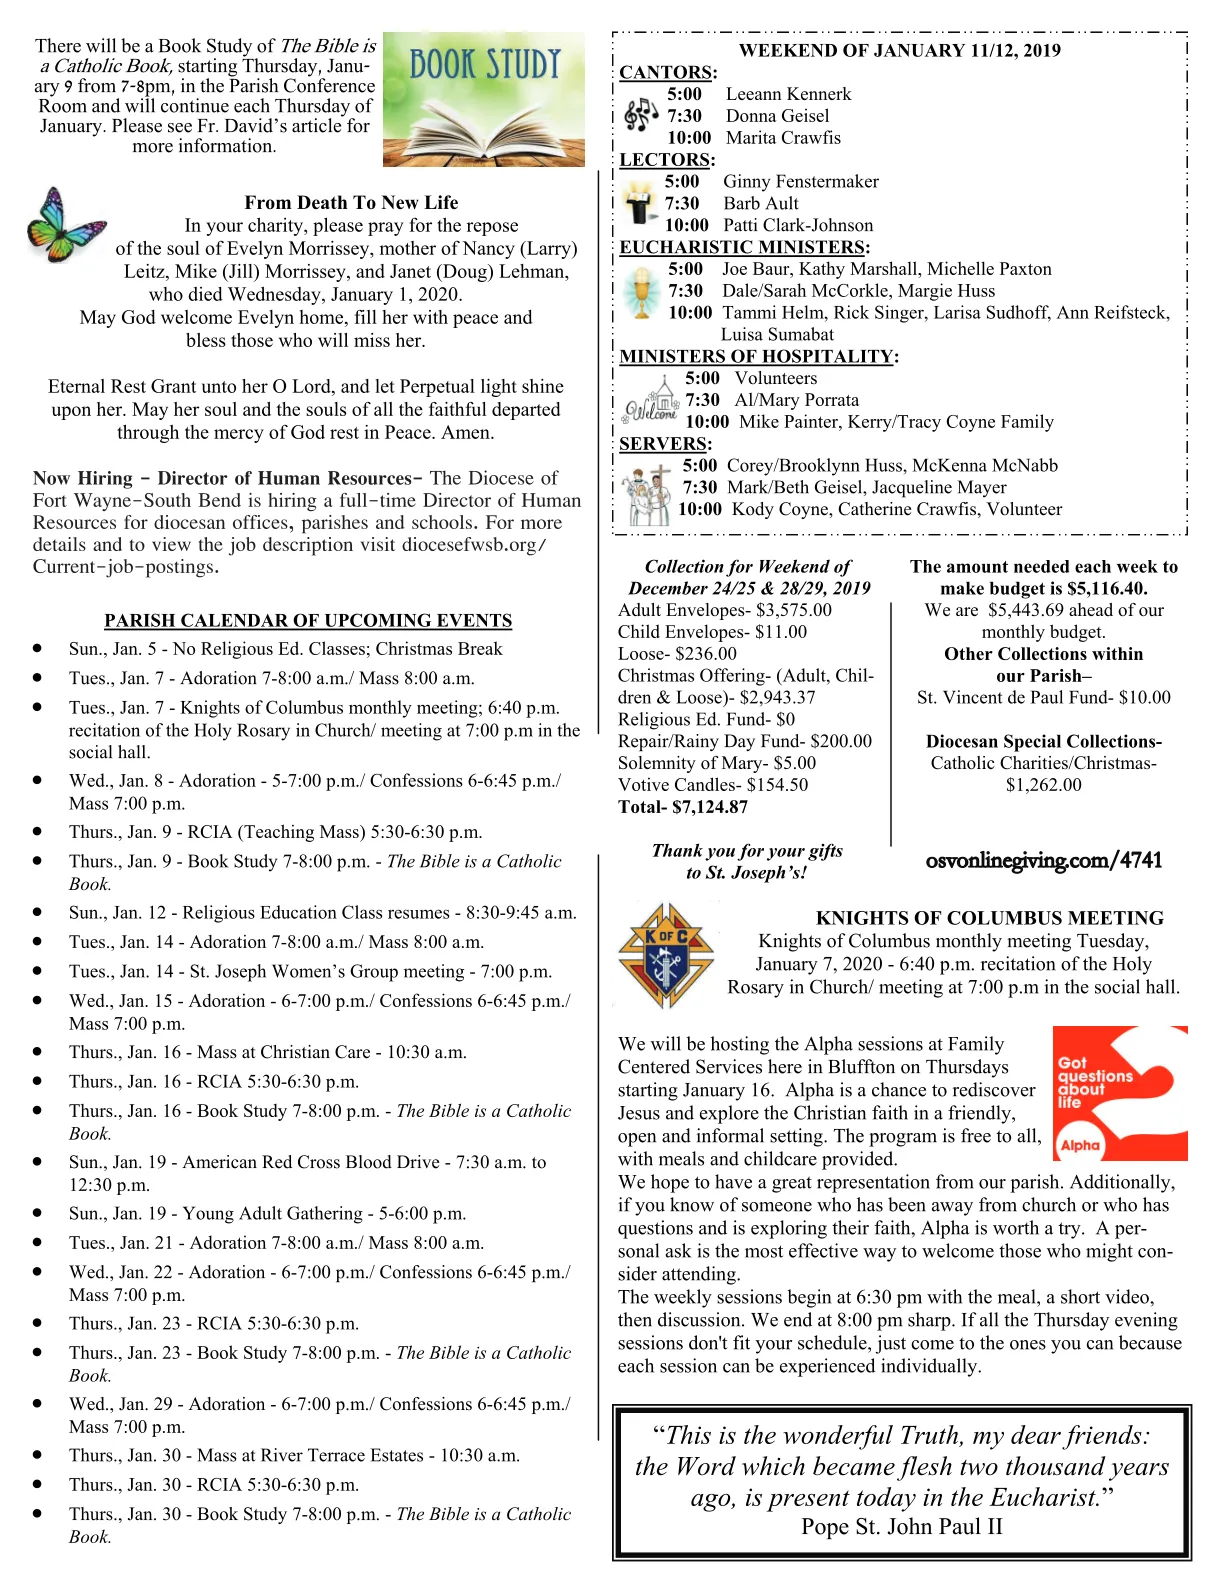 There will be a Book Study of The Bible is
a Catholic Book, starting Thursday, Janu-
ary 9 from 7-8pm, in the Parish Conference
Room and will continue each Thursday of
January. Please see Fr. David’s article for
more information.
BOOK STUDY
From Death To New Life
In your charity, please pray for the repose
of the soul of Evelyn Morrissey, mother of Nancy (Larry)
Leitz, Mike (Jill) Morrissey, and Janet (Doug) Lehman,
who died Wednesday, January 1, 2020.
May God welcome Evelyn home, fill her with peace and
bless those who will miss her.
Eternal Rest Grant unto her O Lord, and let Perpetual light shine
upon her. May her soul and the souls of all the faithful departed
through the mercy of God rest in Peace. Amen.
Now Hiring - Director of Human Resources- The Diocese of
Fort Wayne-South Bend is hiring a full-time Director of Human
Resources for diocesan offices, parishes and schools. For more
details and to view the job description visit diocesefwsb.org/
Current-job-postings.
PARISH CALENDAR OF UPCOMING EVENTS
• Sun., Jan. 5 - No Religious Ed. Classes; Christmas Break
• Tues., Jan. 7 - Adoration 7-8:00 a.m./ Mass 8:00 a.m.
• Tues., Jan. 7 - Knights of Columbus monthly meeting; 6:40 p.m.
recitation of the Holy Rosary in Church/ meeting at 7:00 p.m in the
social hall.
• Wed., Jan. 8 - Adoration - 5-7:00 p.m./ Confessions 6-6:45 p.m./
Mass 7:00 p.m.
• Thurs., Jan. 9 - RCIA (Teaching Mass) 5:30-6:30 p.m.
• Thurs., Jan. 9 - Book Study 7-8:00 p.m. - The Bible is a Catholic
Book.
• Sun., Jan. 12 - Religious Education Class resumes - 8:30-9:45 a.m.
• Tues., Jan. 14 - Adoration 7-8:00 a.m./ Mass 8:00 a.m.
• Tues., Jan. 14 - St. Joseph Women’s Group meeting - 7:00 p.m.
• Wed., Jan. 15 - Adoration - 6-7:00 p.m./ Confessions 6-6:45 p.m./
Mass 7:00 p.m.
• Thurs., Jan. 16 - Mass at Christian Care - 10:30 a.m.
• Thurs., Jan. 16 - RCIA 5:30-6:30 p.m.
• Thurs., Jan. 16 - Book Study 7-8:00 p.m. - The Bible is a Catholic
Book.
• Sun., Jan. 19 - American Red Cross Blood Drive - 7:30 a.m. to
12:30 p.m.
• Sun., Jan. 19 - Young Adult Gathering - 5-6:00 p.m.
• Tues., Jan. 21 - Adoration 7-8:00 a.m./ Mass 8:00 a.m.
• Wed., Jan. 22 - Adoration - 6-7:00 p.m./ Confessions 6-6:45 p.m./
Mass 7:00 p.m.
• Thurs., Jan. 23 - RCIA 5:30-6:30 p.m.
• Thurs., Jan. 23 - Book Study 7-8:00 p.m. - The Bible is a Catholic
Book.
• Wed., Jan. 29 - Adoration - 6-7:00 p.m./ Confessions 6-6:45 p.m./
Mass 7:00 p.m.
• Thurs., Jan. 30 - Mass at River Terrace Estates - 10:30 a.m.
• Thurs., Jan. 30 - RCIA 5:30-6:30 p.m.
• Thurs., Jan. 30 - Book Study 7-8:00 p.m. - The Bible is a Catholic
Book.
WEEKEND OF JANUARY 11/12, 2019
CANTORS:
5:00 Leeann Kennerk
7:30 Donna Geisel
10:00 Marita Crawfis
LECTORS:
5:00 Ginny Fenstermaker
7:30 Barb Ault
10:00 Patti Clark-Johnson
EUCHARISTIC MINISTERS:
5:00 Joe Baur, Kathy Marshall, Michelle Paxton
7:30 Dale/Sarah McCorkle, Margie Huss
10:00 Tammi Helm, Rick Singer, Larisa Sudhoff, Ann Reifsteck,
Luisa Sumabat
MINISTERS OF HOSPITALITY:
Welcome
5:00 Volunteers
7:30 Al/Mary Porrata
10:00 Mike Painter, Kerry/Tracy Coyne Family
SERVERS:
5:00 Corey/Brooklynn Huss, McKenna McNabb
7:30 Mark/Beth Geisel, Jacqueline Mayer
10:00 Kody Coyne, Catherine Crawfis, Volunteer
Collection for Weekend of
December 24/25 & 28/29, 2019
Adult Envelopes- $3,575.00
Child Envelopes- $11.00
Loose- $236.00
Christmas Offering- (Adult, Chil-
dren & Loose)- $2,943.37
Religious Ed. Fund- $0
Repair/Rainy Day Fund- $200.00
Solemnity of Mary- $5.00
Votive Candles- $154.50
Total- $7,124.87
Thank you for your gifts
to St. Joseph’s!
The amount needed each week to
make budget is $5,116.40.
We are $5,443.69 ahead of our
monthly budget.
Other Collections within
our Parish–
St. Vincent de Paul Fund- $10.00
Diocesan Special Collections-
Catholic Charities/Christmas-
$1,262.00
osvonlinegiving.com/4741
K OF C
KNIGHTS OF COLUMBUS MEETING
Knights of Columbus monthly meeting Tuesday,
January 7, 2020 - 6:40 p.m. recitation of the Holy
Rosary in Church/ meeting at 7:00 p.m in the social hall.
We will be hosting the Alpha sessions at Family
Centered Services here in Bluffton on Thursdays
starting January 16. Alpha is a chance to rediscover
Jesus and explore the Christian faith in a friendly,
open and informal setting. The program is free to all,
with meals and childcare provided.
Got
questions
about
life
Alpha
We hope to have a great representation from our parish. Additionally,
if you know of someone who has been away from church or who has
questions and is exploring their faith, Alpha is worth a try. A per-
sonal ask is the most effective way to welcome those who might con-
sider attending.
The weekly sessions begin at 6:30 pm with the meal, a short video,
then discussion. We end at 8:00 pm sharp. If all the Thursday evening
sessions don't fit your schedule, just come to the ones you can because
each session can be experienced individually.
“This is the wonderful Truth, my dear friends:
the Word which became flesh two thousand years
ago, is present today in the Eucharist.”
Pope St. John Paul II